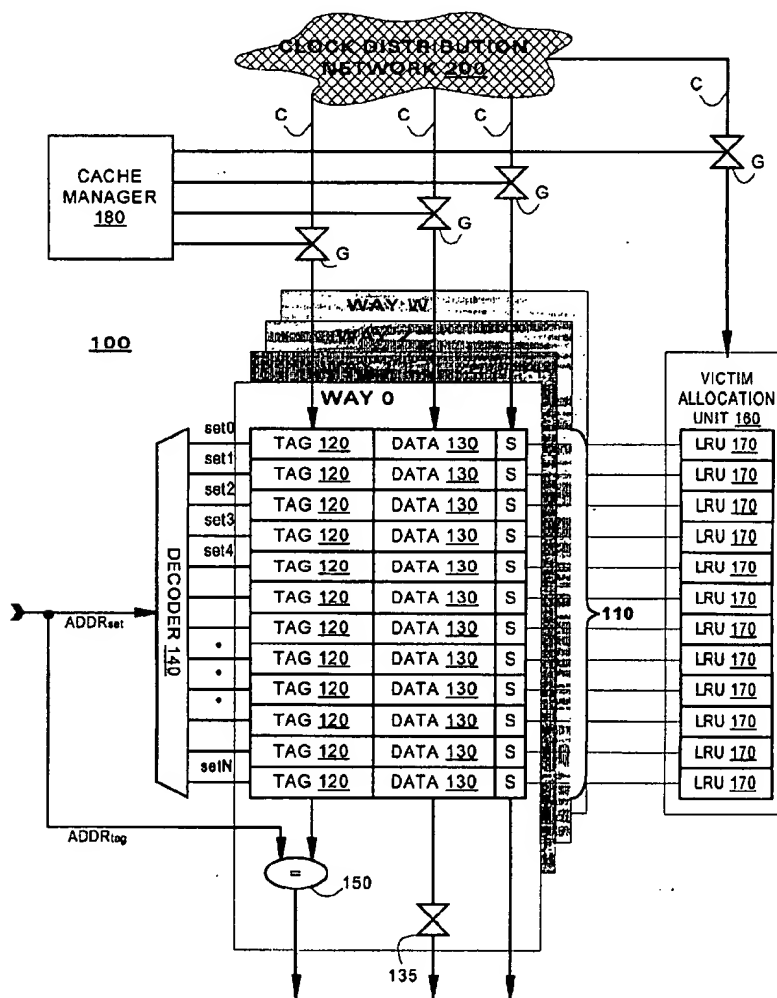 CLOCK DISTRIBUTION
NETWORK 200
C
C
C
C
CACHE
MANAGER
180
G
G
G
G
100
WAY W
WAY 0
VICTIM
ALLOCATION
UNIT 160
set0
TAG 120 DATA 130 S
LRU 170
set1
TAG 120 DATA 130 S
LRU 170
set2
TAG 120 DATA 130 S
LRU 170
set3
TAG 120 DATA 130 S
LRU 170
set4
TAG 120 DATA 130 S
LRU 170
TAG 120 DATA 130 S
LRU 170
ADDRset
DECODER 140
TAG 120 DATA 130 S
110
LRU 170
TAG 120 DATA 130 S
LRU 170
TAG 120 DATA 130 S
LRU 170
TAG 120 DATA 130 S
LRU 170
setN
TAG 120 DATA 130 S
LRU 170
TAG 120 DATA 130 S
LRU 170
ADDRtag
=
150
135